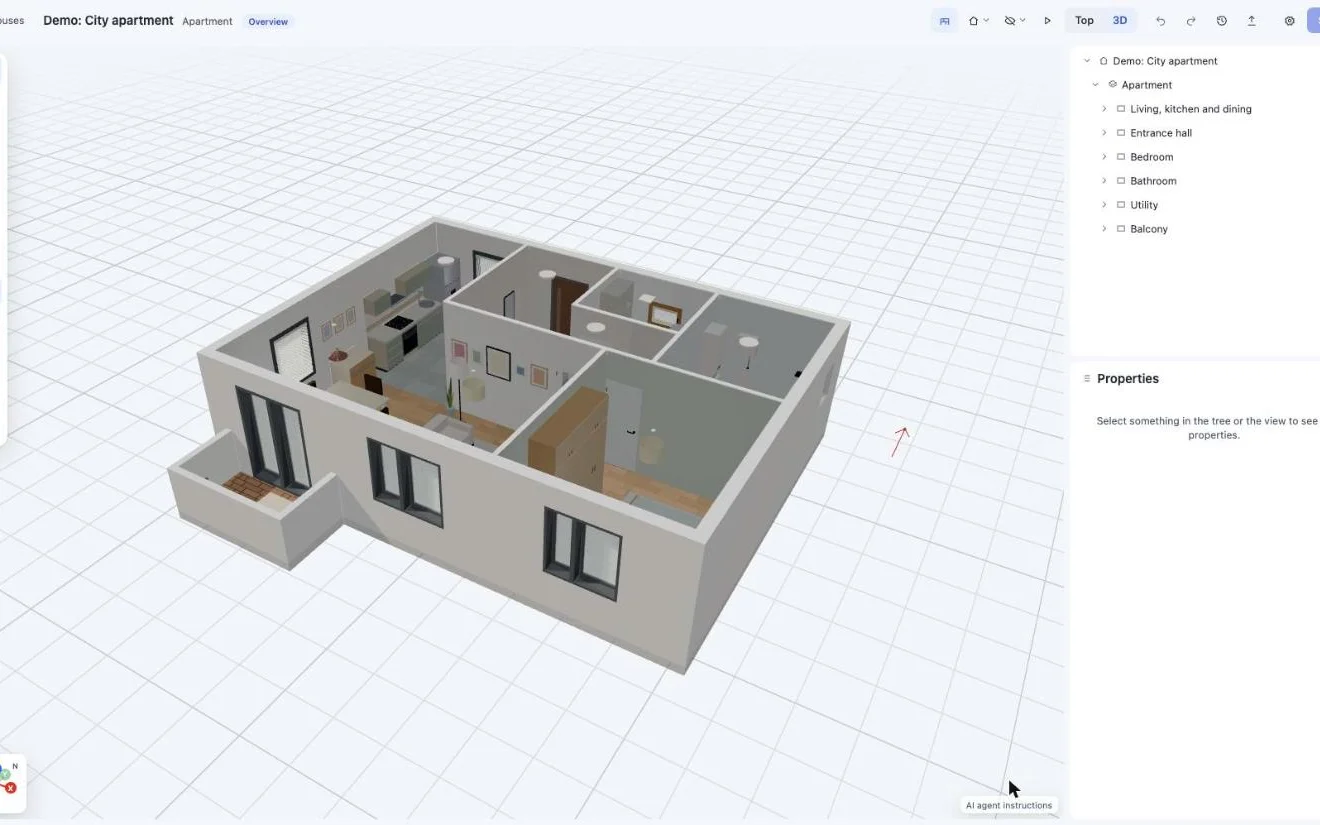 Demo: City apartment Apartment Overview
Top 3D
Demo: City apartment
Apartment
Living, kitchen and dining
Entrance hall
Bedroom
Bathroom
Utility
Balcony
Properties
Select something in the tree or the view to see
properties.
N
X
AI agent instructions